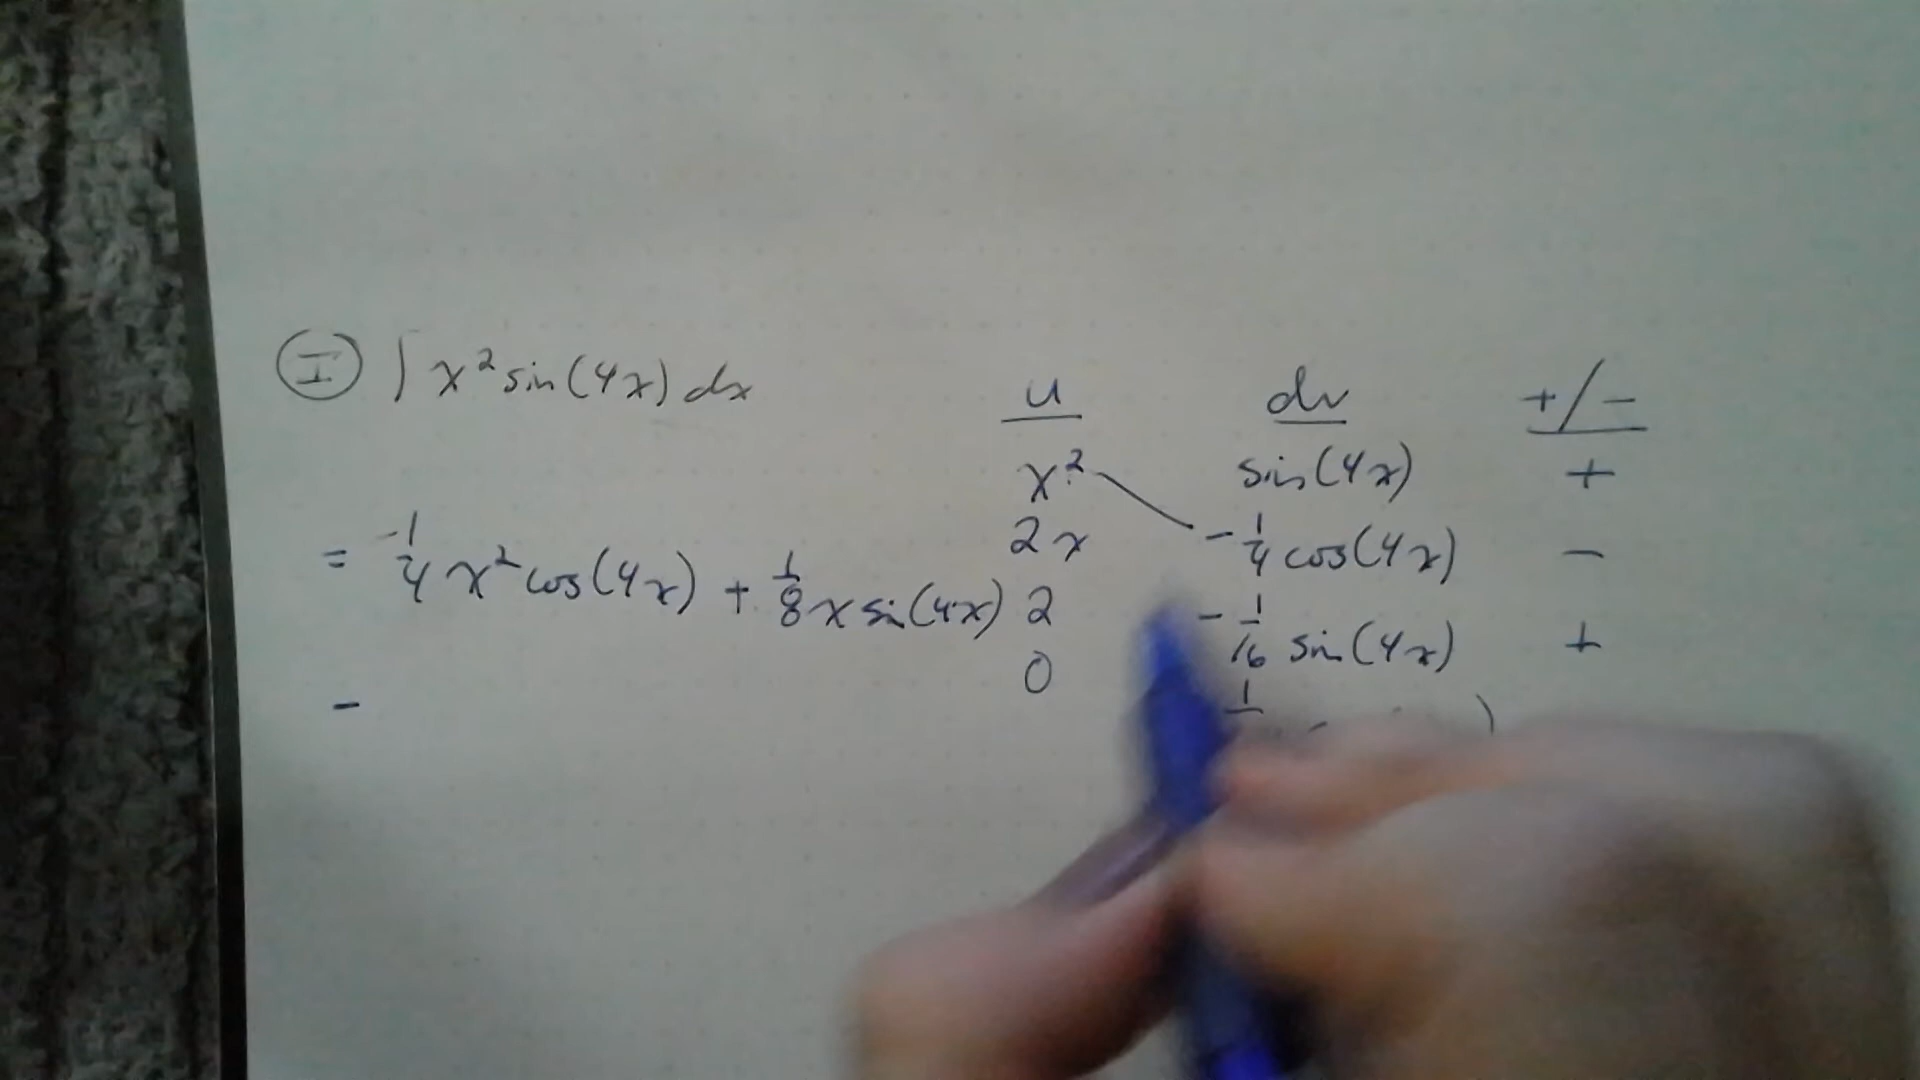 I ∫ x² sin(4x) dx
u dv +/-
x² sin(4x) +
2x -1/4 cos(4x) -
= -1/4 x² cos(4x) + 1/8 x sin(4x)
2 -1/16 sin(4x) +
0
-